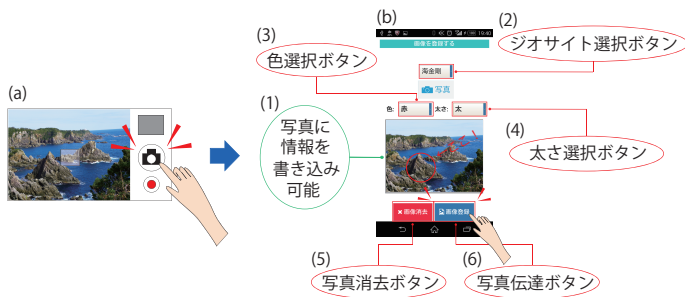 (a)
(b)
19:40
画像を登録する
海金剛
写真
色: 赤 太さ: 太
画像消去
画像登録
(1)
写真に
情報を
書き込み
可能
(2)
ジオサイト選択ボタン
(3)
色選択ボタン
(4)
太さ選択ボタン
(5)
写真消去ボタン
(6)
写真伝達ボタン